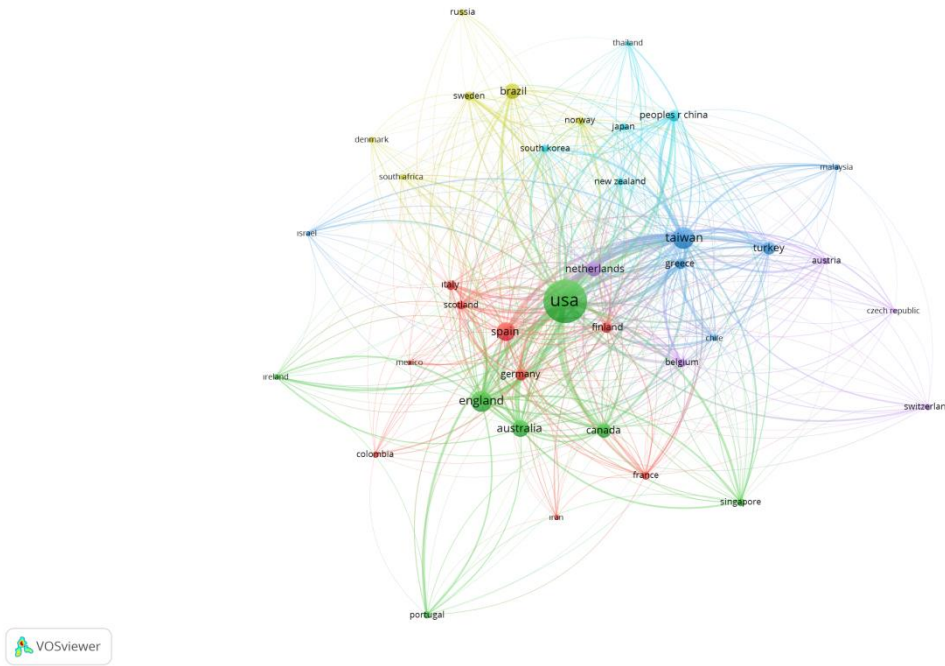 russia
thailand
sweden
brazil
norway
japan
peoples r china
denmark
south korea
south africa
new zealand
malaysia
israel
taiwan
turkey
netherlands
greece
austria
italy
scotland
usa
czech republic
spain
finland
chile
mexico
germany
belgium
ireland
england
switzerlan
australia
canada
colombia
france
singapore
iran
portugal
VOSviewer